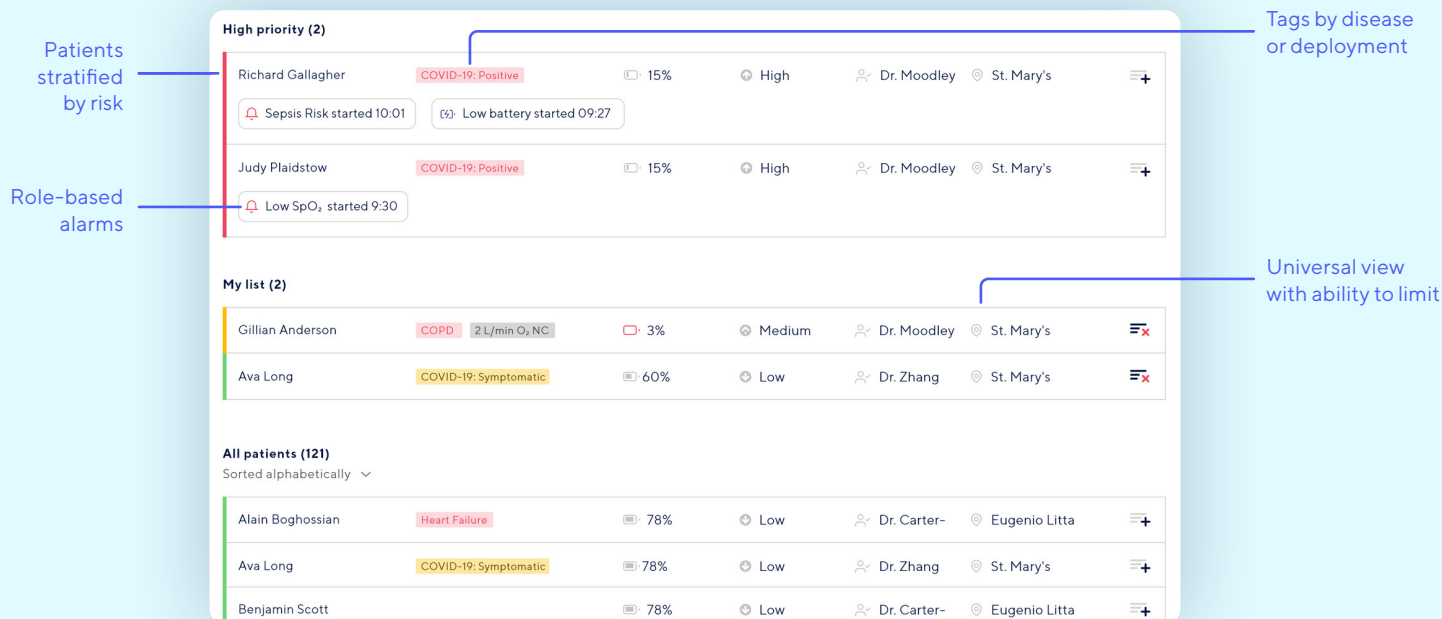 Patients
stratified
by risk
Role-based
alarms
Tags by disease
or deployment
Universal view
with ability to limit
High priority (2)
Richard Gallagher COVID-19: Positive 15% High Dr. Moodley St. Mary's
Sepsis Risk started 10:01 Low battery started 09:27
Judy Plaidstow COVID-19: Positive 15% High Dr. Moodley St. Mary's
Low SpO₂ started 9:30
My list (2)
Gillian Anderson COPD 2 L/min O₂ NC 3% Medium Dr. Moodley St. Mary's
Ava Long COVID-19: Symptomatic 60% Low Dr. Zhang St. Mary's
All patients (121)
Sorted alphabetically
Alain Boghossian Heart Failure 78% Low Dr. Carter- Eugenio Litta
Ava Long COVID-19: Symptomatic 78% Low Dr. Zhang St. Mary's
Benjamin Scott 78% Low Dr. Carter- Eugenio Litta